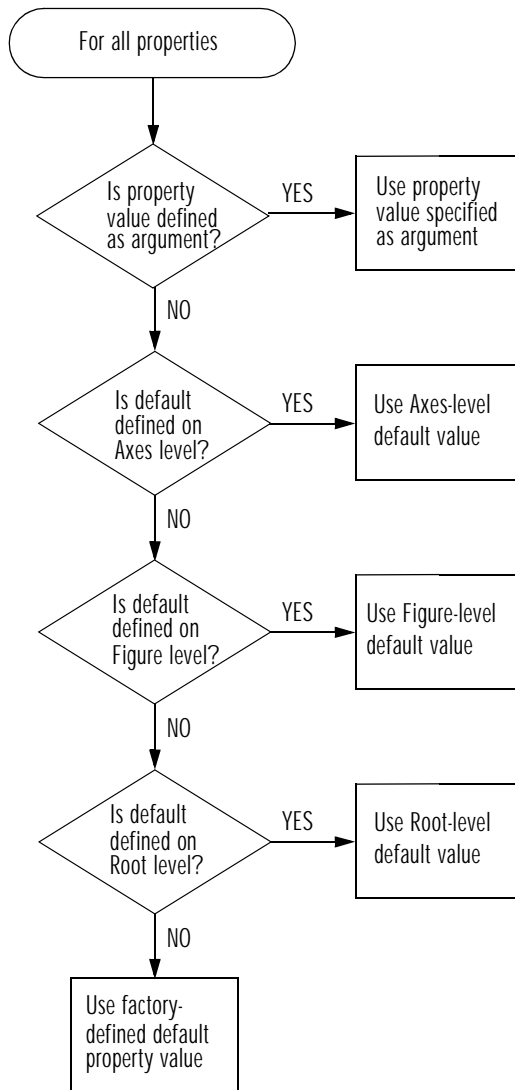 For all properties
Is property
value defined
as argument?
YES
Use property
value specified
as argument
NO
Is default
defined on
Axes level?
YES
Use Axes-level
default value
NO
Is default
defined on
Figure level?
YES
Use Figure-level
default value
NO
Is default
defined on
Root level?
YES
Use Root-level
default value
NO
Use factory-
defined default
property value